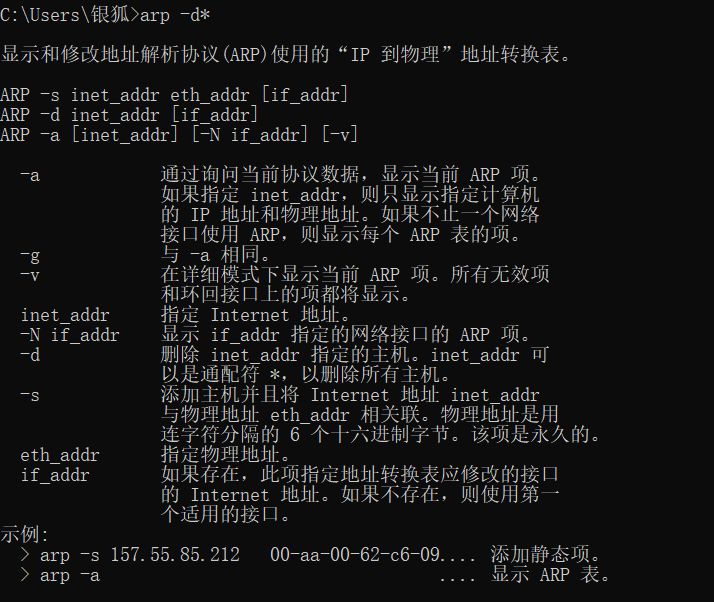 C:\Users\银狐>arp -d*
显示和修改地址解析协议(ARP)使用的“IP 到物理”地址转换表。
ARP -s inet_addr eth_addr [if_addr]
ARP -d inet_addr [if_addr]
ARP -a [inet_addr] [-N if_addr] [-v]
-a 通过询问当前协议数据，显示当前 ARP 项。
如果指定 inet_addr，则只显示指定计算机
的 IP 地址和物理地址。如果不止一个网络
接口使用 ARP，则显示每个 ARP 表的项。
-g 与 -a 相同。
-v 在详细模式下显示当前 ARP 项。所有无效项
和环回接口上的项都将显示。
inet_addr 指定 Internet 地址。
-N if_addr 显示 if_addr 指定的网络接口的 ARP 项。
-d 删除 inet_addr 指定的主机。inet_addr 可
以是通配符 *，以删除所有主机。
-s 添加主机并且将 Internet 地址 inet_addr
与物理地址 eth_addr 相关联。物理地址是用
连字符分隔的 6 个十六进制字节。该项是永久的。
eth_addr 指定物理地址。
if_addr 如果存在，此项指定地址转换表应修改的接口
的 Internet 地址。如果不存在，则使用第一
个适用的接口。
示例:
> arp -s 157.55.85.212 00-aa-00-62-c6-09.... 添加静态项。
> arp -a .... 显示 ARP 表。